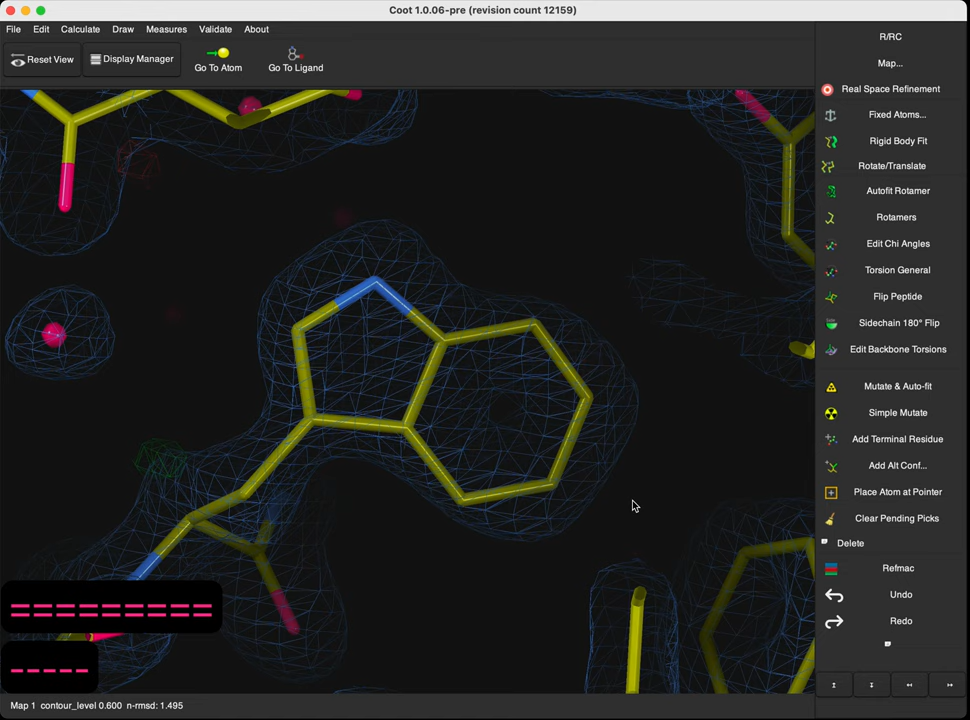 Coot 1.0.06-pre (revision count 12159)
File Edit Calculate Draw Measures Validate About
Reset View
Display Manager
Go To Atom
Go To Ligand
R/RC
Map...
Real Space Refinement
Fixed Atoms...
Rigid Body Fit
Rotate/Translate
Autofit Rotamer
Rotamers
Edit Chi Angles
Torsion General
Flip Peptide
Sidechain 180° Flip
Edit Backbone Torsions
Mutate & Auto-fit
Simple Mutate
Add Terminal Residue
Add Alt Conf...
Place Atom at Pointer
Clear Pending Picks
Delete
Refmac
Undo
Redo
==========
-----
Map 1 contour_level 0.600 n-rmsd: 1.495